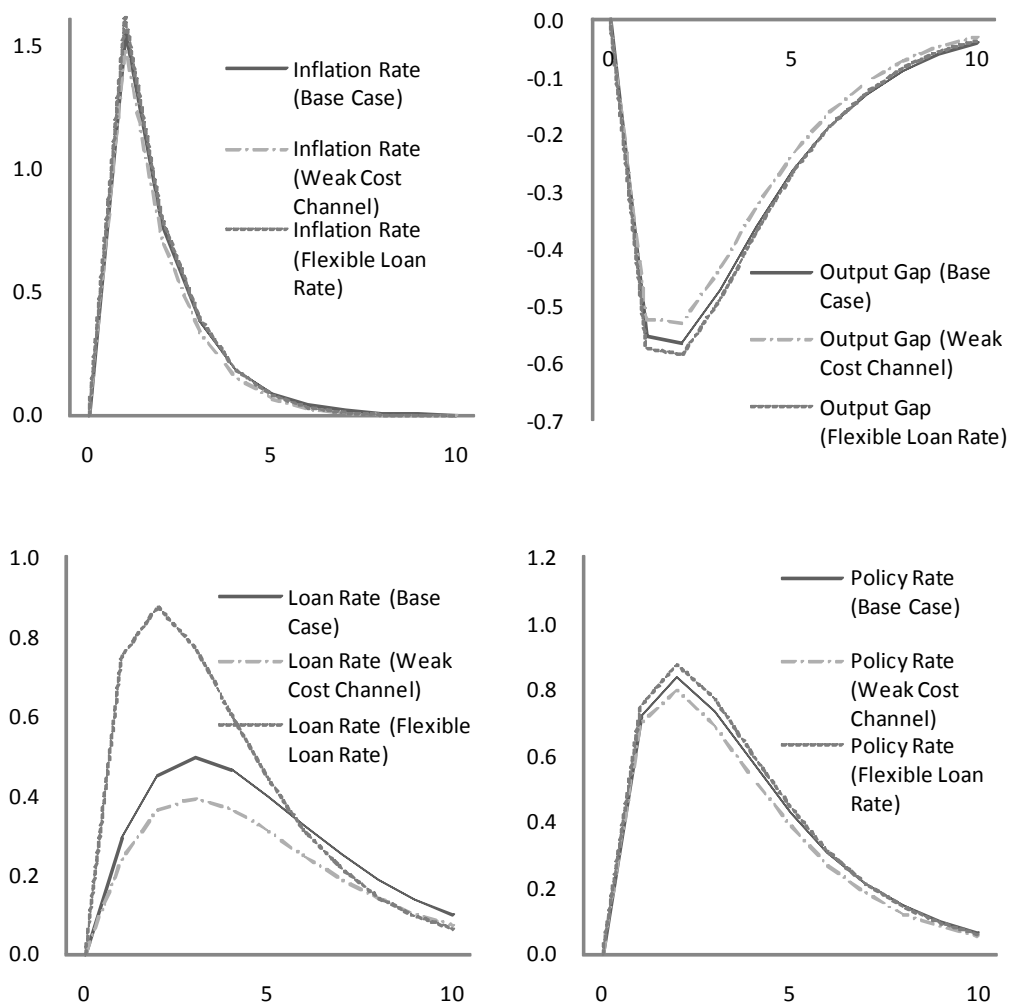 1.5
1.0
0.5
0.0
0
5
10
Inflation Rate
(Base Case)
Inflation Rate
(Weak Cost
Channel)
Inflation Rate
(Flexible Loan
Rate)
0.0
-0.1
-0.2
-0.3
-0.4
-0.5
-0.6
-0.7
0
5
10
Output Gap (Base
Case)
Output Gap (Weak
Cost Channel)
Output Gap
(Flexible Loan Rate)
1.0
0.8
0.6
0.4
0.2
0.0
0
5
10
Loan Rate (Base
Case)
Loan Rate (Weak
Cost Channel)
Loan Rate (Flexible
Loan Rate)
1.2
1.0
0.8
0.6
0.4
0.2
0.0
0
5
10
Policy Rate
(Base Case)
Policy Rate
(Weak Cost
Channel)
Policy Rate
(Flexible Loan
Rate)